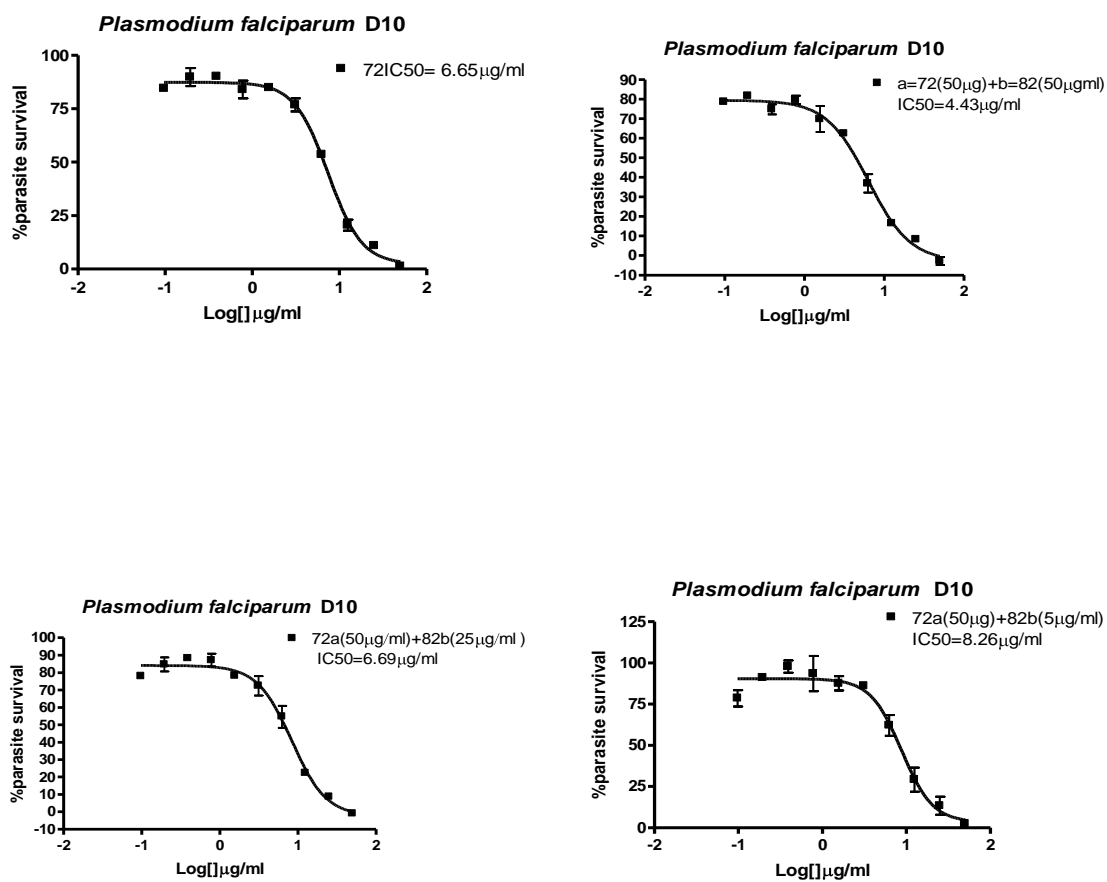 Plasmodium falciparum D10
72IC50= 6.65µg/ml
%parasite survival
100
75
50
25
0
-2
-1
0
1
2
Log[]µg/ml
Plasmodium falciparum D10
a=72(50µg)+b=82(50µgml)
IC50=4.43µg/ml
%parasite survival
90
80
70
60
50
40
30
20
10
0
-10
-2
-1
0
1
2
Log[]µg/ml
Plasmodium falciparum D10
72a(50µg/ml)+82b(25µg/ml )
IC50=6.69µg/ml
%parasite survival
100
90
80
70
60
50
40
30
20
10
0
-10
-2
-1
0
1
2
Log[]µg/ml
Plasmodium falciparum D10
72a(50µg)+82b(5µg/ml)
IC50=8.26µg/ml
%parasite survival
125
100
75
50
25
0
-2
-1
0
1
2
Log[]µg/ml